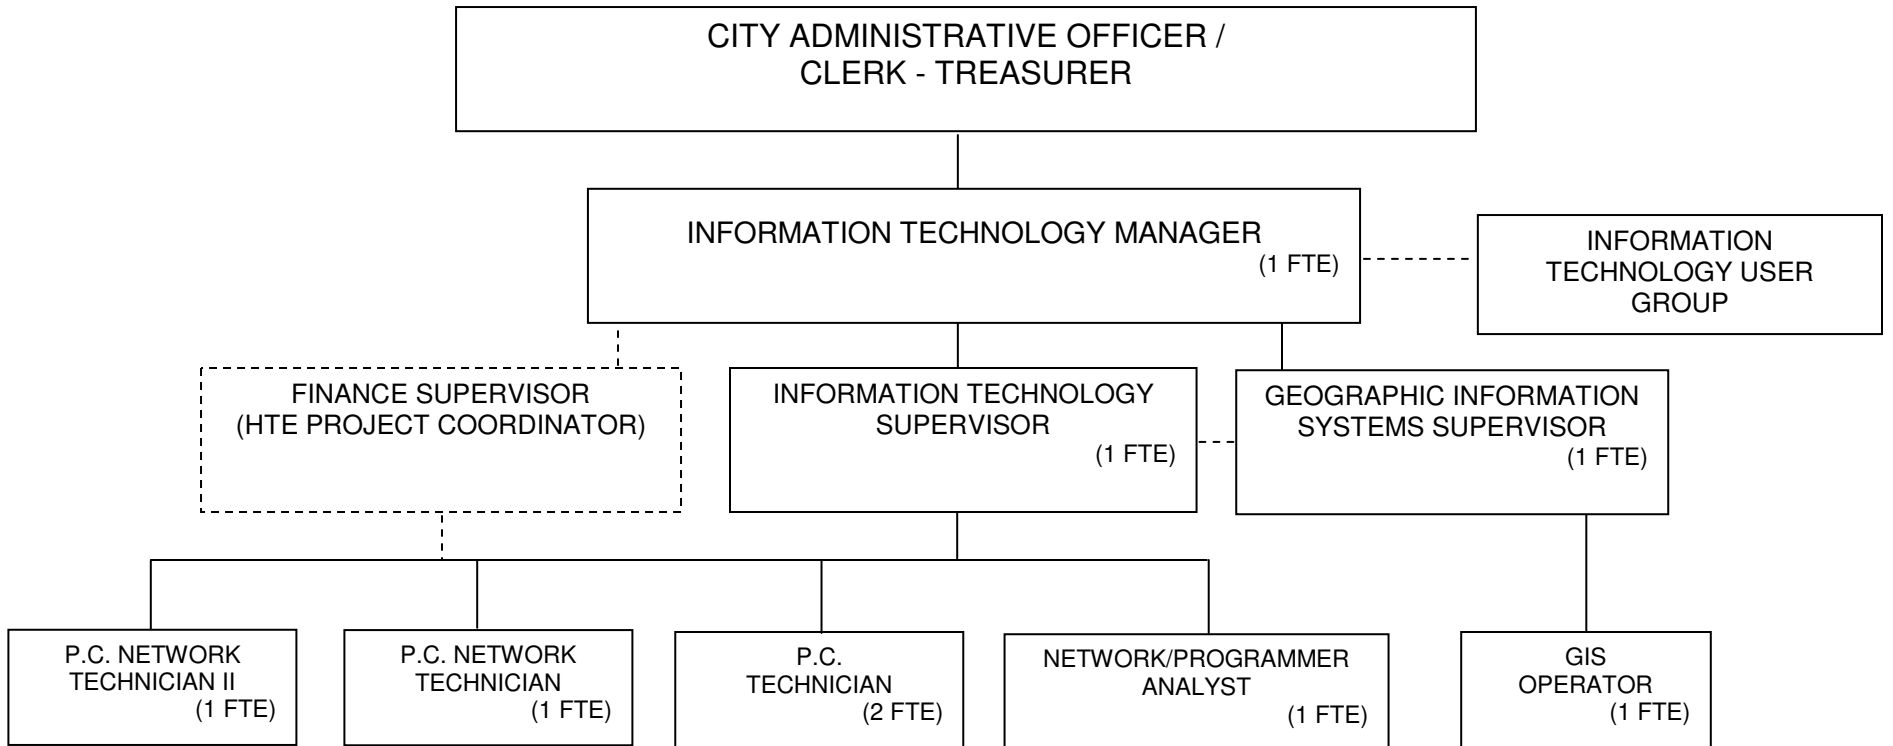 CITY ADMINISTRATIVE OFFICER /
CLERK - TREASURER
INFORMATION TECHNOLOGY MANAGER
(1 FTE)
INFORMATION
TECHNOLOGY USER
GROUP
FINANCE SUPERVISOR
(HTE PROJECT COORDINATOR)
INFORMATION TECHNOLOGY
SUPERVISOR
(1 FTE)
GEOGRAPHIC INFORMATION
SYSTEMS SUPERVISOR
(1 FTE)
P.C. NETWORK
TECHNICIAN II
(1 FTE)
P.C. NETWORK
TECHNICIAN
(1 FTE)
P.C.
TECHNICIAN
(2 FTE)
NETWORK/PROGRAMMER
ANALYST
(1 FTE)
GIS
OPERATOR
(1 FTE)